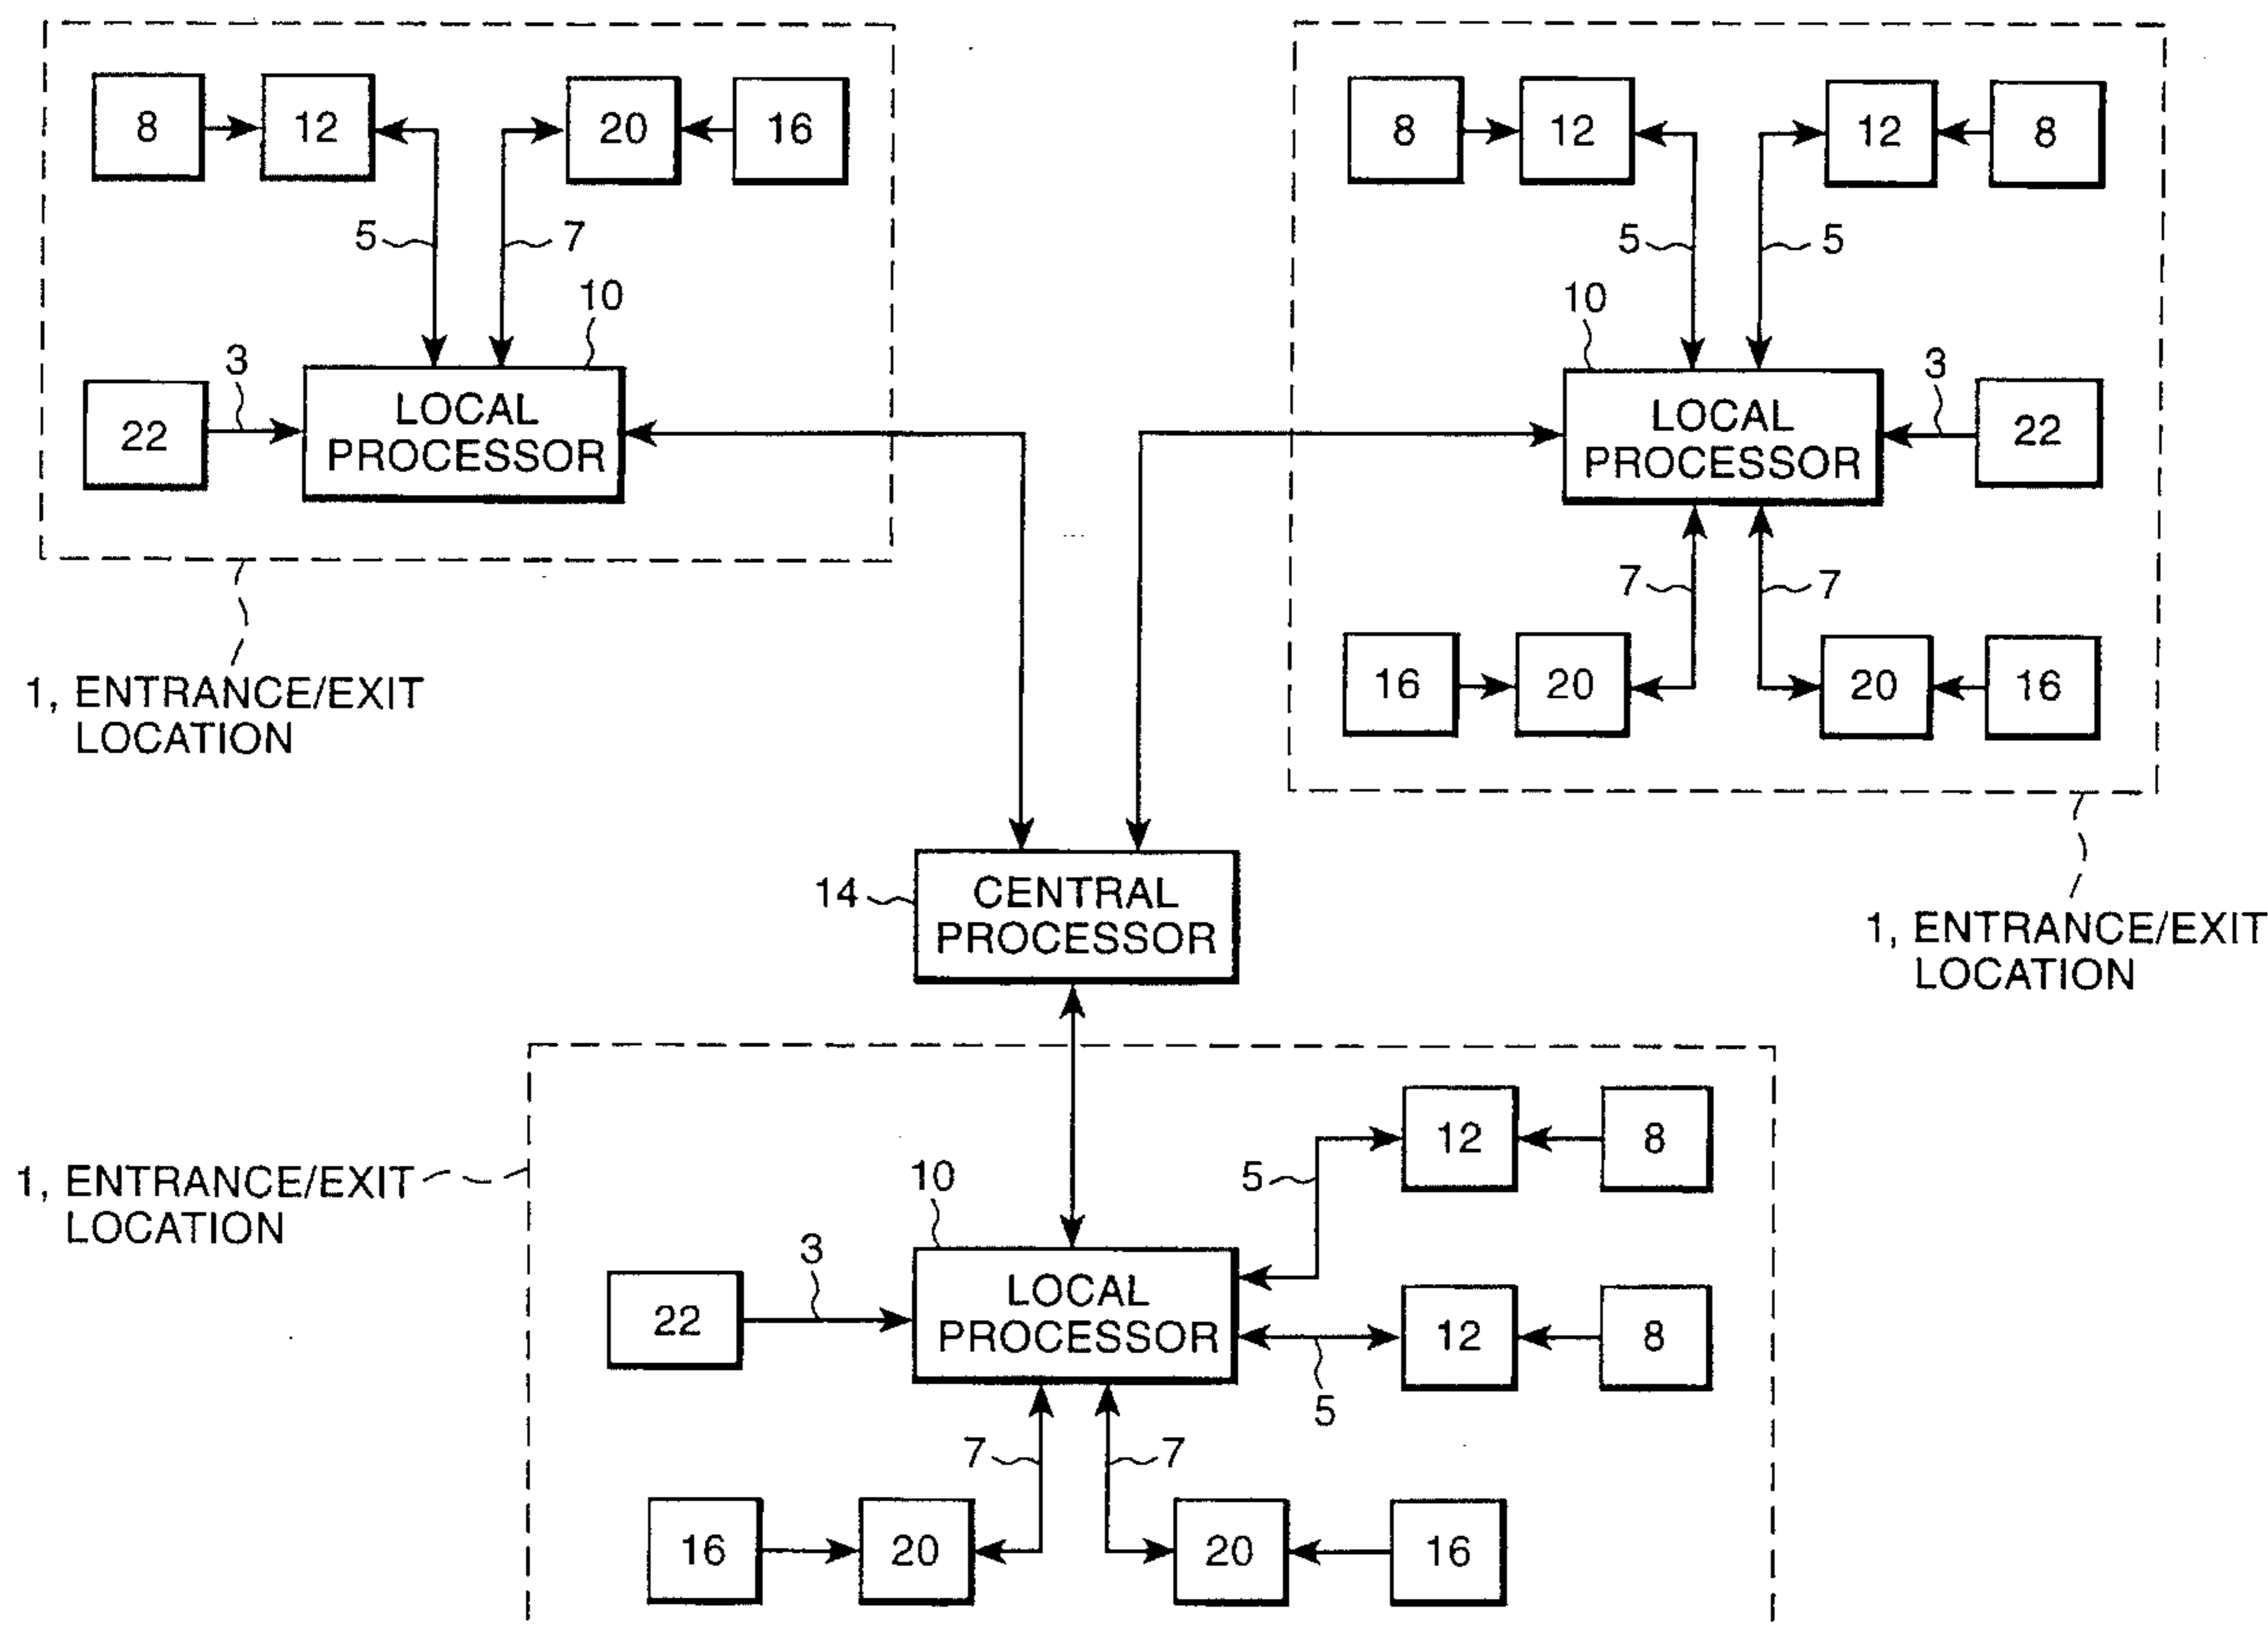 8 12 20 16
5 7
10
3
22
LOCAL
PROCESSOR
1, ENTRANCE/EXIT
LOCATION
8 12 12 8
5 5
10
3
LOCAL
PROCESSOR
22
7 7
16 20 20 16
1, ENTRANCE/EXIT
LOCATION
14
CENTRAL
PROCESSOR
1, ENTRANCE/EXIT
LOCATION
12 8
5
10
3
22
LOCAL
PROCESSOR
12 8
5
7 7
16 20 20 16